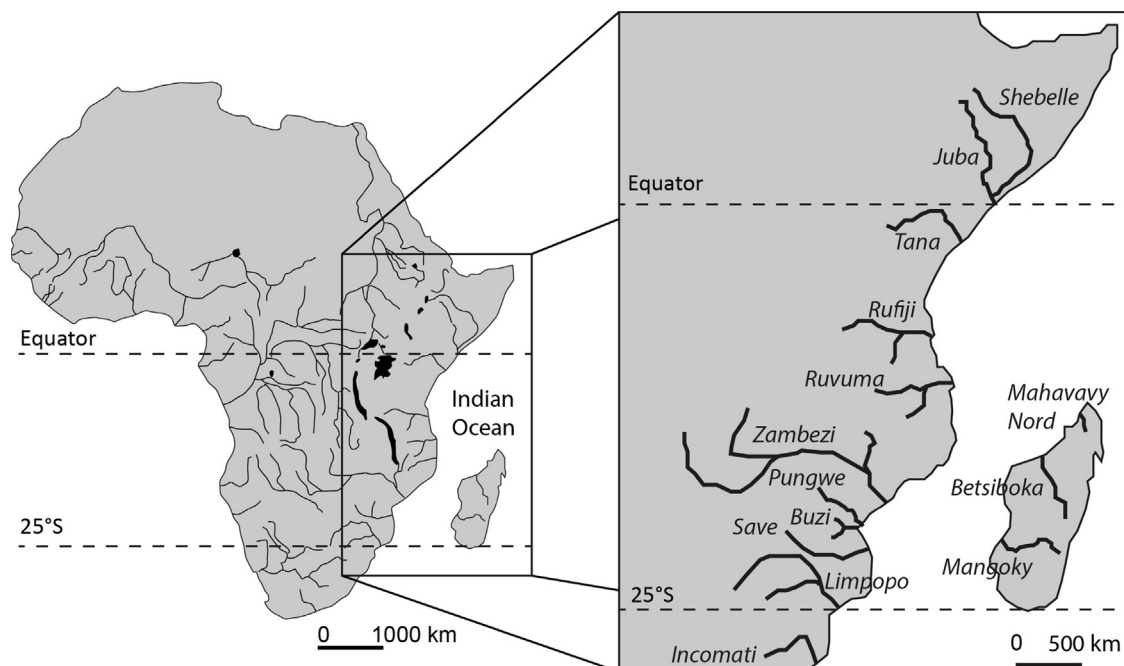 Equator
Indian
Ocean
25°S
0 1000 km
Shebelle
Juba
Equator
Tana
Rufiji
Ruvuma
Mahavavy
Nord
Zambezi
Pungwe
Betsiboka
Buzi
Save
Mangoky
Limpopo
25°S
Incomati
0 500 km